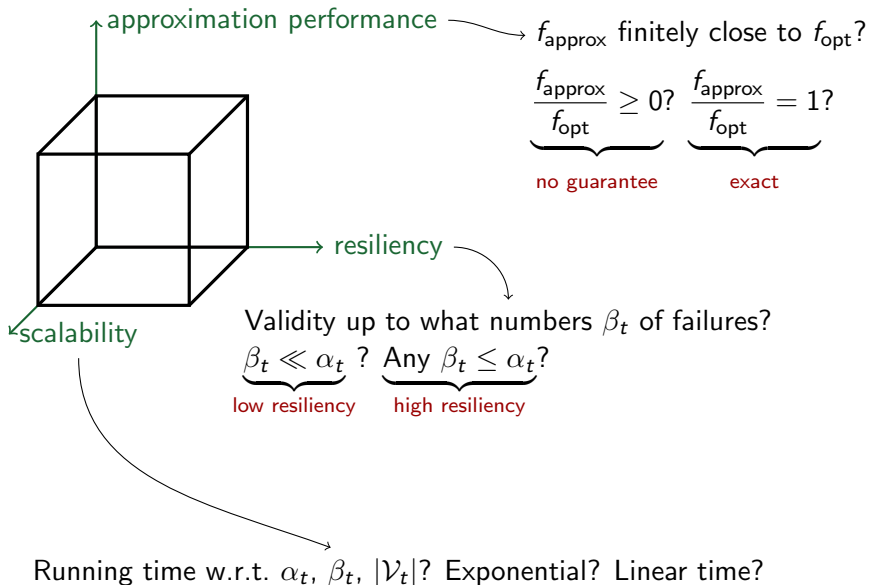 approximation performance
f_approx finitely close to f_opt?
f_approx / f_opt ≥ 0? f_approx / f_opt = 1?
no guarantee exact
resiliency
Validity up to what numbers β_t of failures?
β_t ≪ α_t ? Any β_t ≤ α_t?
low resiliency high resiliency
scalability
Running time w.r.t. α_t, β_t, |𝒱_t|? Exponential? Linear time?